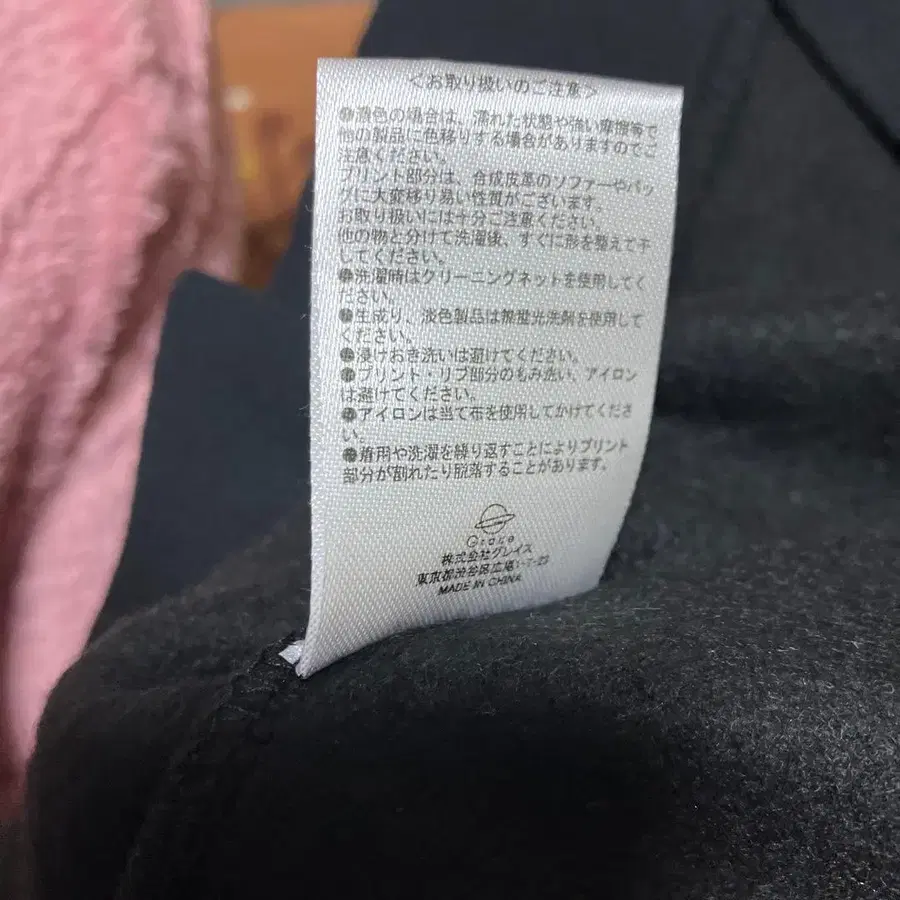 ＜お取り扱いのご注意＞
●濃色の場合は、濡れた状態や強い摩擦等で
他の製品に色移りする場合がありますのでご
注意ください。
プリント部分は、合成皮革のソファーやバッ
グに大変移り易い性質がございます。
お取り扱いには十分ご注意ください。
他の物と分けて洗濯後、すぐに形を整えて干
してください。
●洗濯時はクリーニングネットを使用してく
ださい。
●生成り、淡色製品は無蛍光洗剤を使用して
ください。
●浸けおき洗いは避けてください。
●プリント・リブ部分のもみ洗い、アイロン
は避けてください。
●アイロンは当て布を使用してかけてくださ
い。
●着用や洗濯を繰り返すことによりプリント
部分が割れたり脱落することがあります。
Grace
株式会社グレイス
東京都渋谷区広尾1-7-23
MADE IN CHINA